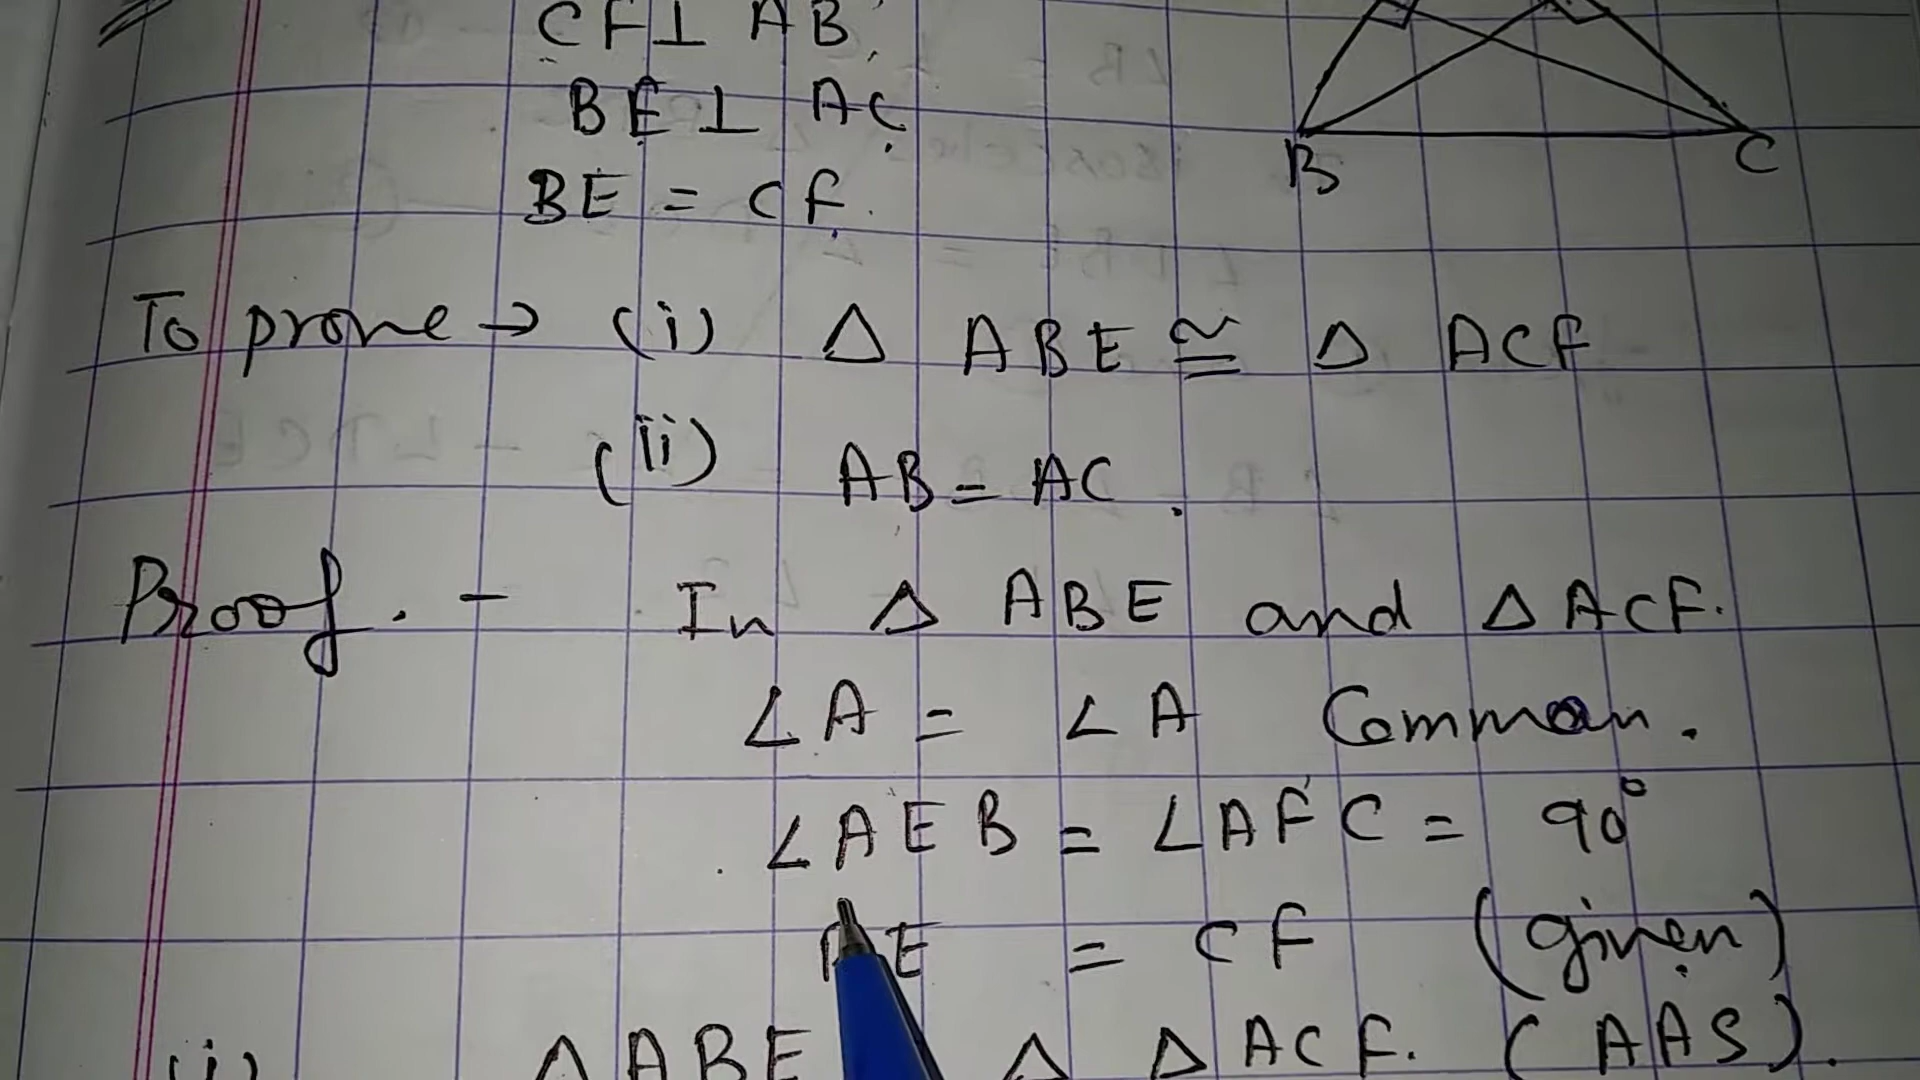 CF⊥ AB.
BE⊥ AC
BE = CF.
B C
To prove → (i) △ ABE ≅ △ ACF
(ii) AB = AC.
Proof. - In △ ABE and △ ACF.
∠A = ∠A Common.
∠AEB = ∠AFC = 90°
E = CF (given)
(i) △ABE △ △ ACF. (AAS).